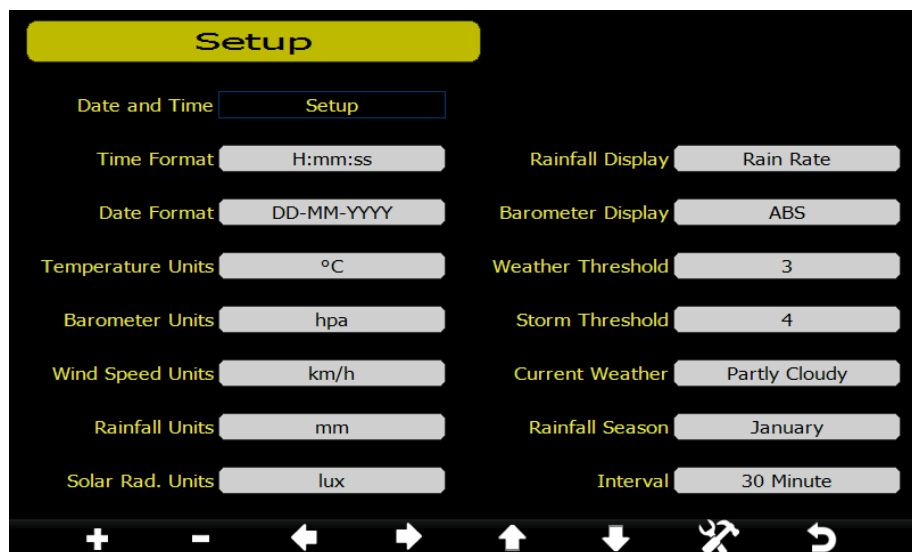 Setup
Date and Time Setup
Time Format H:mm:ss Rainfall Display Rain Rate
Date Format DD-MM-YYYY Barometer Display ABS
Temperature Units °C Weather Threshold 3
Barometer Units hpa Storm Threshold 4
Wind Speed Units km/h Current Weather Partly Cloudy
Rainfall Units mm Rainfall Season January
Solar Rad. Units lux Interval 30 Minute